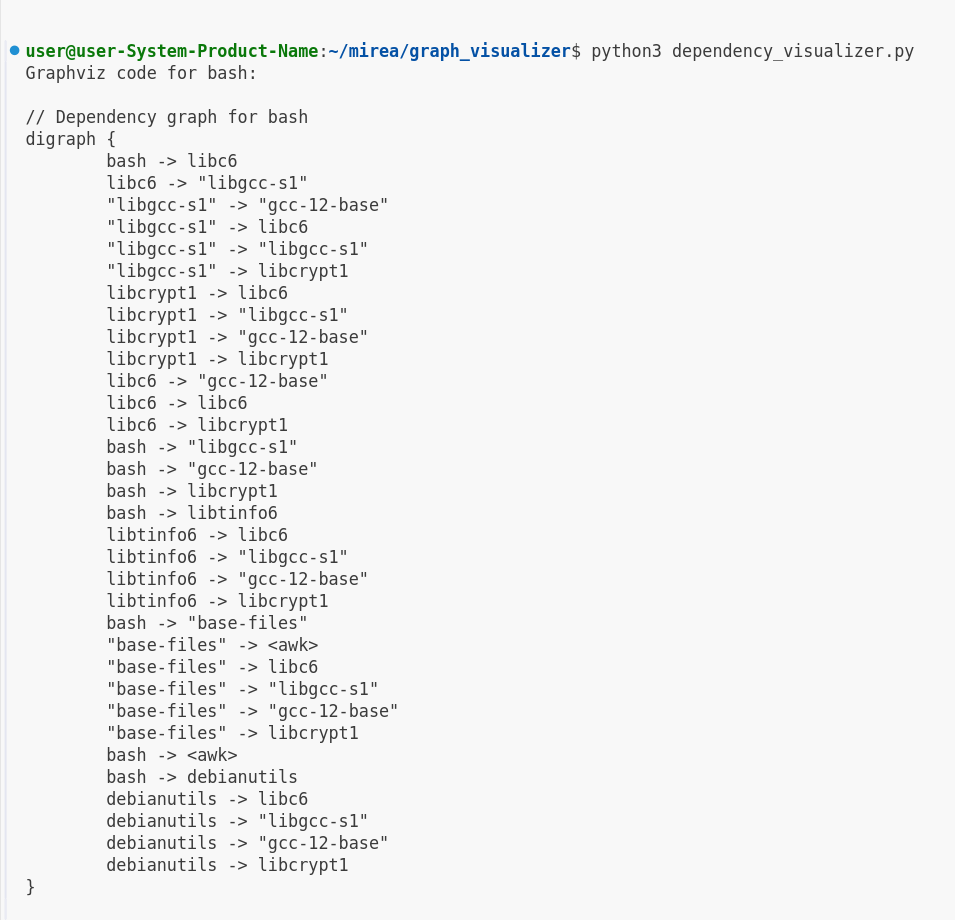 user@user-System-Product-Name:~/mirea/graph_visualizer$ python3 dependency_visualizer.py
Graphviz code for bash:

// Dependency graph for bash
digraph {
        bash -> libc6
        libc6 -> "libgcc-s1"
        "libgcc-s1" -> "gcc-12-base"
        "libgcc-s1" -> libc6
        "libgcc-s1" -> "libgcc-s1"
        "libgcc-s1" -> libcrypt1
        libcrypt1 -> libc6
        libcrypt1 -> "libgcc-s1"
        libcrypt1 -> "gcc-12-base"
        libcrypt1 -> libcrypt1
        libc6 -> "gcc-12-base"
        libc6 -> libc6
        libc6 -> libcrypt1
        bash -> "libgcc-s1"
        bash -> "gcc-12-base"
        bash -> libcrypt1
        bash -> libtinfo6
        libtinfo6 -> libc6
        libtinfo6 -> "libgcc-s1"
        libtinfo6 -> "gcc-12-base"
        libtinfo6 -> libcrypt1
        bash -> "base-files"
        "base-files" -> <awk>
        "base-files" -> libc6
        "base-files" -> "libgcc-s1"
        "base-files" -> "gcc-12-base"
        "base-files" -> libcrypt1
        bash -> <awk>
        bash -> debianutils
        debianutils -> libc6
        debianutils -> "libgcc-s1"
        debianutils -> "gcc-12-base"
        debianutils -> libcrypt1
}